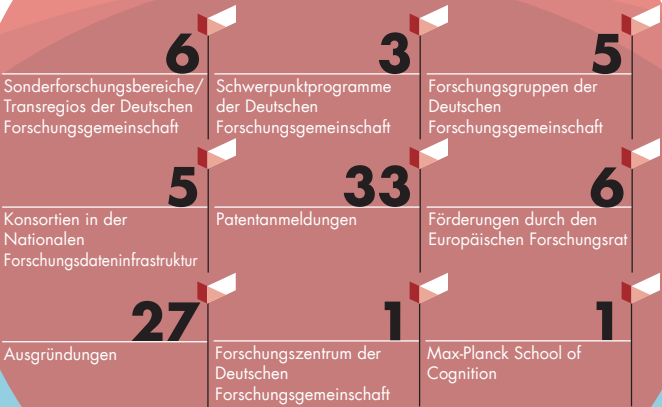 6
Sonderforschungsbereiche/
Transregios der Deutschen
Forschungsgemeinschaft
3
Schwerpunktprogramme
der Deutschen
Forschungsgemeinschaft
5
Forschungsgruppen der
Deutschen
Forschungsgemeinschaft
5
Konsortien in der
Nationalen
Forschungsdateninfrastruktur
33
Patentanmeldungen
6
Förderungen durch den
Europäischen Forschungsrat
27
Ausgründungen
1
Forschungszentrum der
Deutschen
Forschungsgemeinschaft
1
Max-Planck School of
Cognition